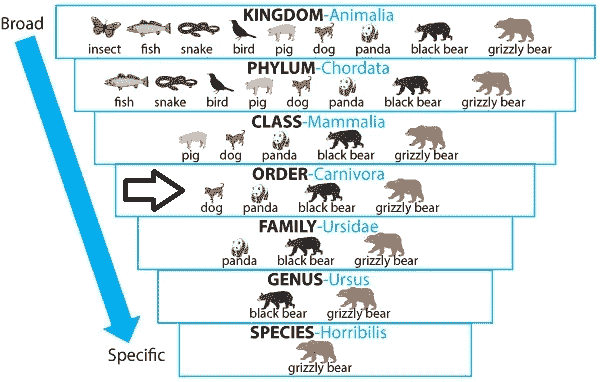 Broad
KINGDOM-Animalia
insect fish snake bird pig dog panda black bear grizzly bear
PHYLUM-Chordata
fish snake bird pig dog panda black bear grizzly bear
CLASS-Mammalia
pig dog panda black bear grizzly bear
ORDER-Carnivora
dog panda black bear grizzly bear
FAMILY-Ursidae
panda black bear grizzly bear
GENUS-Ursus
black bear grizzly bear
SPECIES-Horribilis
grizzly bear
Specific